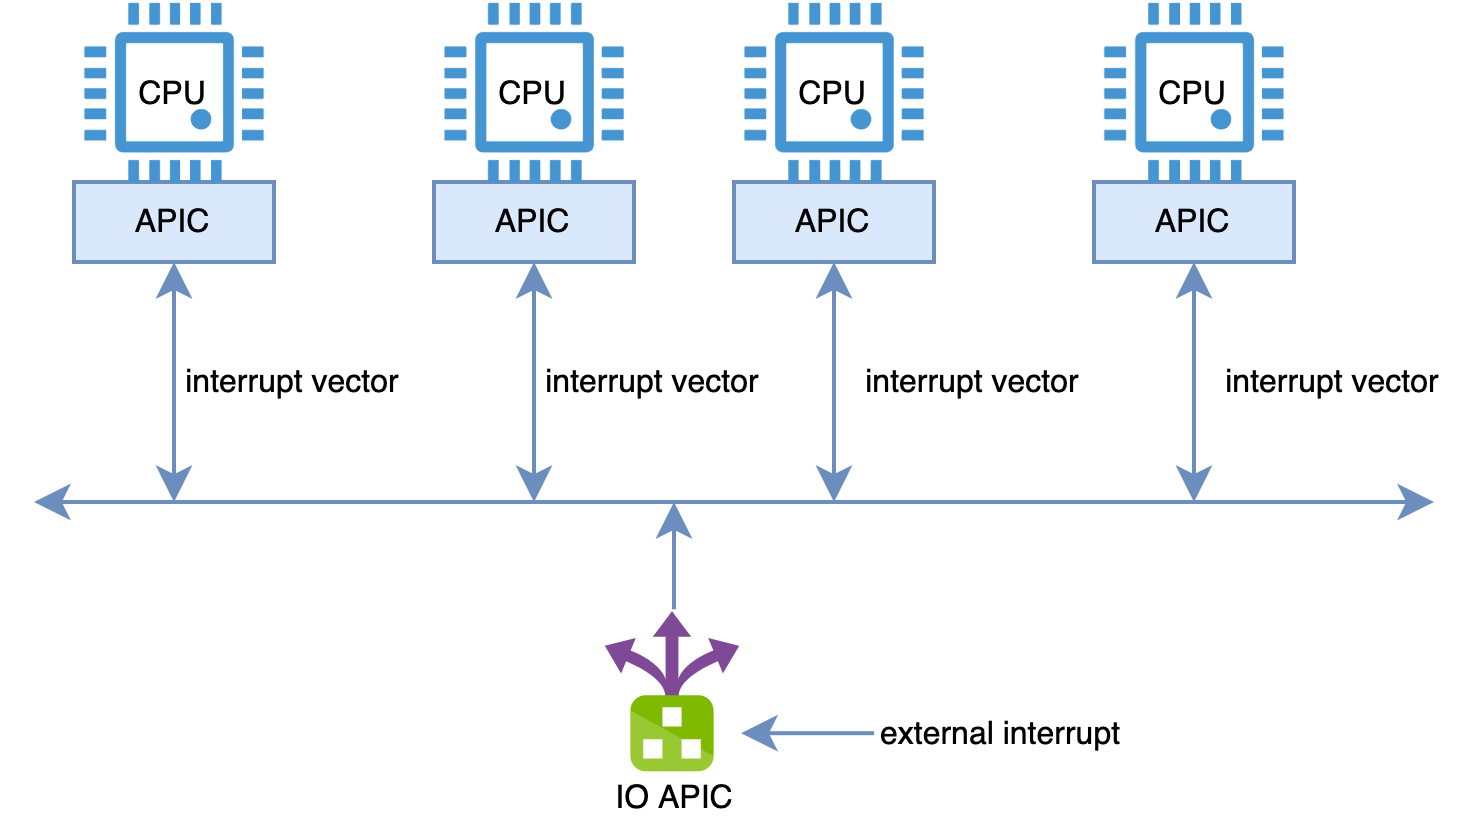 CPU
CPU
CPU
CPU
APIC
APIC
APIC
APIC
interrupt vector
interrupt vector
interrupt vector
interrupt vector
external interrupt
IO APIC